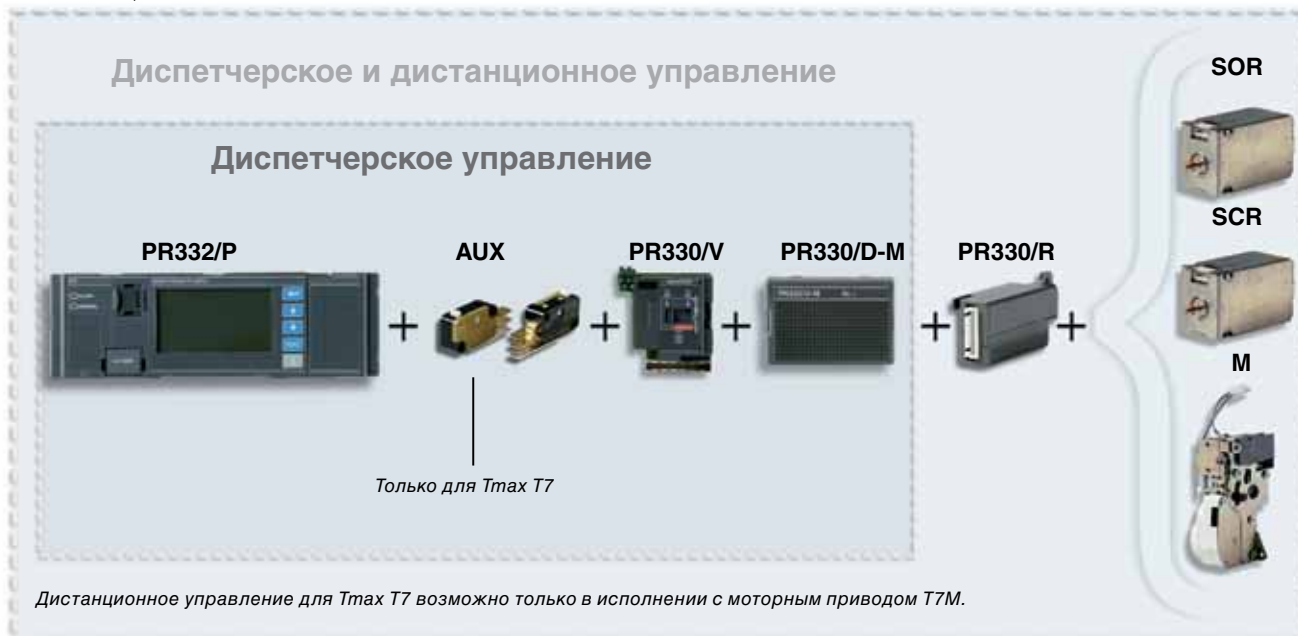 Диспетчерское и дистанционное управление
SOR
Диспетчерское управление
SCR
PR332/P
AUX
PR330/V
PR330/D-M
PR330/R
+
+
+
+
+
PR330/D-M
M
Только для Tmax T7
Дистанционное управление для Tmax T7 возможно только в исполнении с моторным приводом T7M.